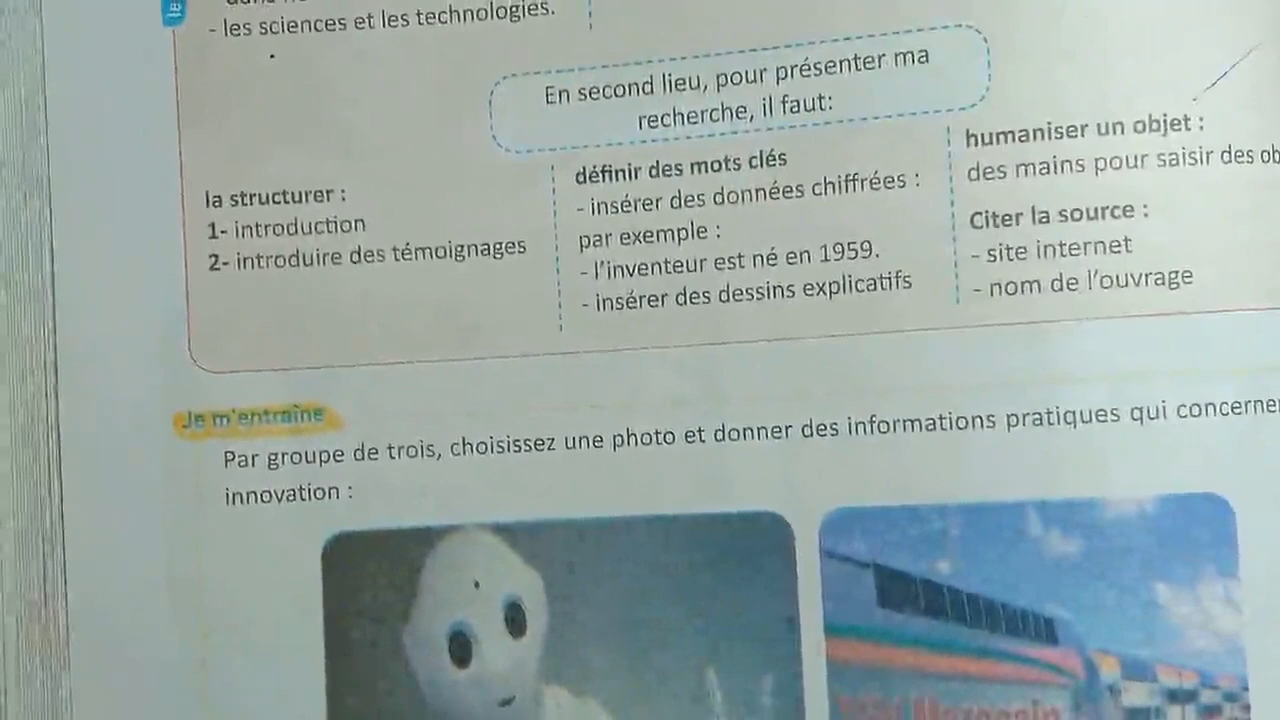 - les sciences et les technologies.
En second lieu, pour présenter ma
recherche, il faut:
la structurer :
1- introduction
2- introduire des témoignages
définir des mots clés
- insérer des données chiffrées :
par exemple :
- l'inventeur est né en 1959.
- insérer des dessins explicatifs
humaniser un objet :
des mains pour saisir des ob
Citer la source :
- site internet
- nom de l'ouvrage
Je m'entraîne
Par groupe de trois, choisissez une photo et donner des informations pratiques qui concerne
innovation :